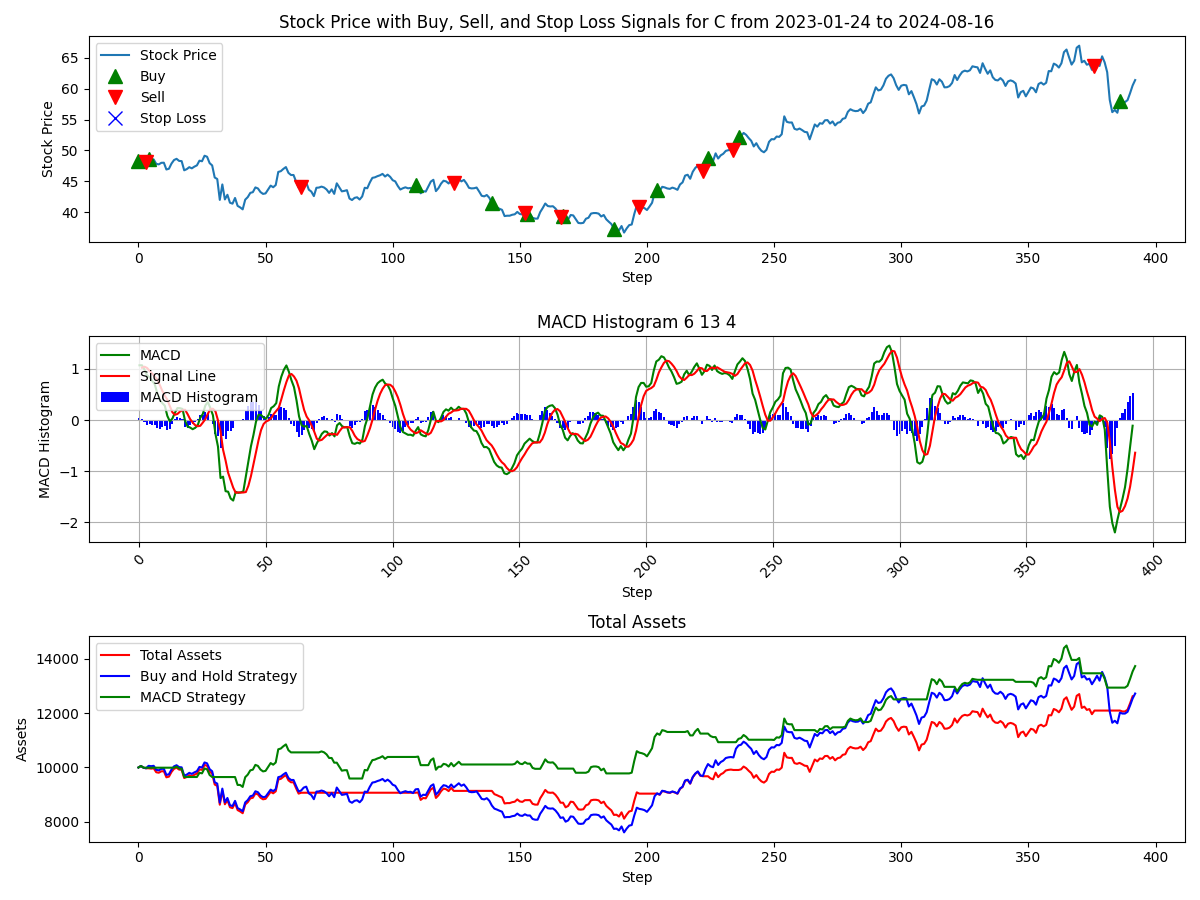 Stock Price with Buy, Sell, and Stop Loss Signals for C from 2023-01-24 to 2024-08-16
Stock Price
65
60
55
50
45
40
Stock Price
Buy
Sell
Stop Loss
0 50 100 150 200 250 300 350 400
Step
MACD Histogram 6 13 4
MACD Histogram
1
0
−1
−2
MACD
Signal Line
MACD Histogram
0 50 100 150 200 250 300 350 400
Step
Total Assets
Assets
14000
12000
10000
8000
Total Assets
Buy and Hold Strategy
MACD Strategy
0 50 100 150 200 250 300 350 400
Step